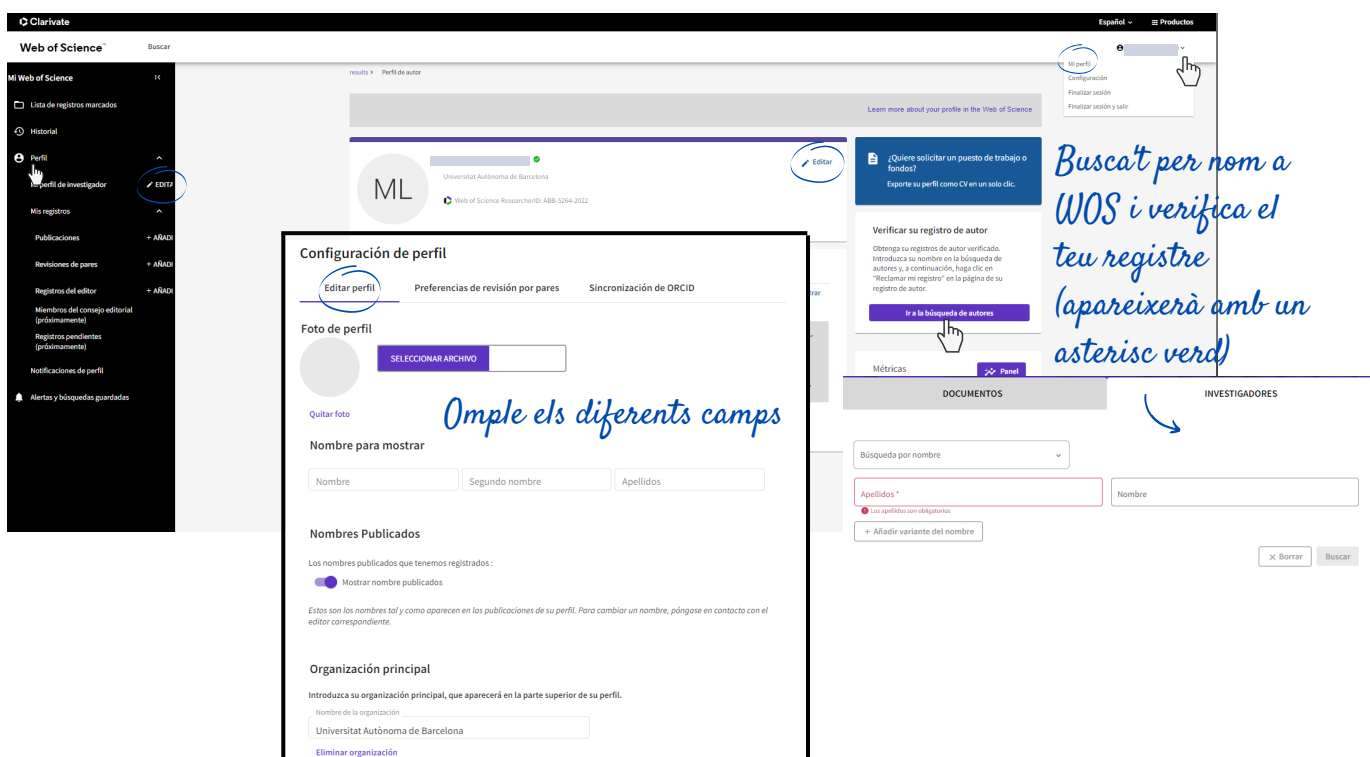 Clarivate
Español
Productos
Web of Science™
Buscar
Mi Web of Science
Lista de registros marcados
Historial
Perfil
Mi perfil de investigador
EDITA
Mis registros
Publicaciones
+ AÑADI
Revisiones de pares
+ AÑADI
Registros del editor
+ AÑADI
Miembros del consejo editorial
(próximamente)
Registros pendientes
(próximamente)
Notificaciones de perfil
Alertas y búsquedas guardadas
results > Perfil de autor
Learn more about your profile in the Web of Science
Mi perfil
Configuración
Finalizar sesión
Finalizar sesión y salir
ML
Universitat Autònoma de Barcelona
Web of Science ResearcherID: ABB-5264-2022
Editar
¿Quiere solicitar un puesto de trabajo o
fondos?
Exporte su perfil como CV en un solo clic.
Verificar su registro de autor
Obtenga su registros de autor verificado.
Introduzca su nombre en la búsqueda de
autores y, a continuación, haga clic en
"Reclamar mi registro" en la página de su
registro de autor.
Ir a la búsqueda de autores
Métricas
Panel
trar
Busca't per nom a
WOS i verifica el
teu registre
(apareixerà amb un
asterisc verd)
Configuración de perfil
Editar perfil
Preferencias de revisión por pares
Sincronización de ORCID
Foto de perfil
SELECCIONAR ARCHIVO
Quitar foto
Omple els diferents camps
Nombre para mostrar
Nombre
Segundo nombre
Apellidos
Nombres Publicados
Los nombres publicados que tenemos registrados :
Mostrar nombre publicados
Estos son los nombres tal y como aparecen en las publicaciones de su perfil. Para cambiar un nombre, póngase en contacto con el
editor correspondiente.
Organización principal
Introduzca su organización principal, que aparecerá en la parte superior de su perfil.
Nombre de la organización
Universitat Autònoma de Barcelona
Eliminar organización
DOCUMENTOS
INVESTIGADORES
Búsqueda por nombre
Apellidos *
Nombre
Los apellidos son obligatorios
+ Añadir variante del nombre
Borrar
Buscar